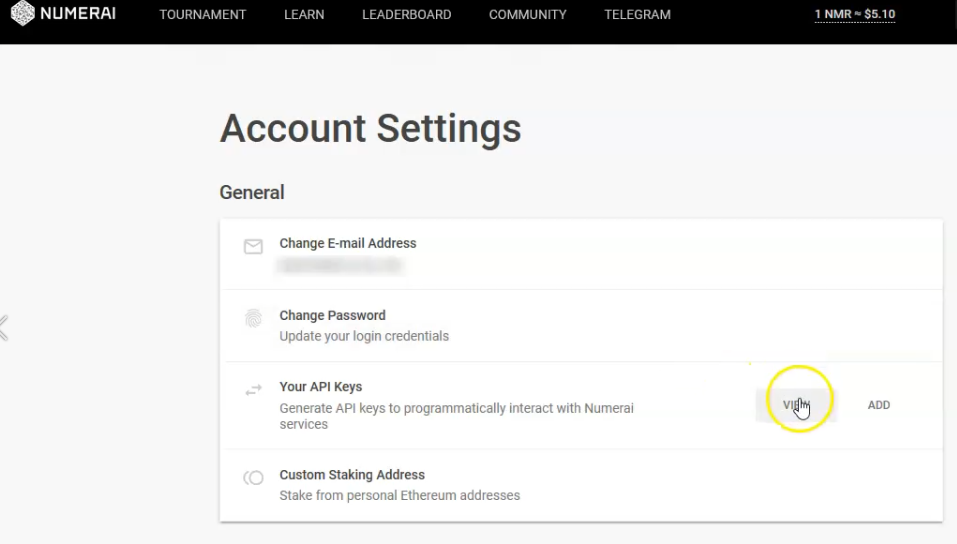 NUMERAI TOURNAMENT LEARN LEADERBOARD COMMUNITY TELEGRAM 1 NMR ≈ $5.10
Account Settings
General
Change E-mail Address
Change Password
Update your login credentials
Your API Keys
Generate API keys to programmatically interact with Numerai
services
VIEW ADD
Custom Staking Address
Stake from personal Ethereum addresses